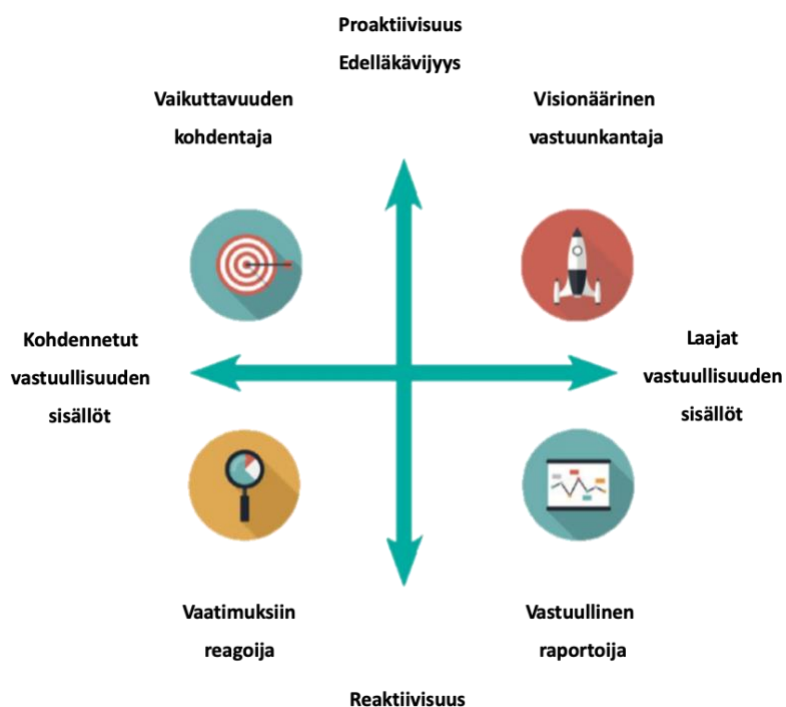 Proaktiivisuus
Edelläkävijyys
Vaikuttavuuden
kohdentaja
Visionäärinen
vastuunkantaja
Kohdennetut
vastuullisuuden
sisällöt
Laajat
vastuullisuuden
sisällöt
Vaatimuksiin
reagoija
Vastuullinen
raportoija
Reaktiivisuus